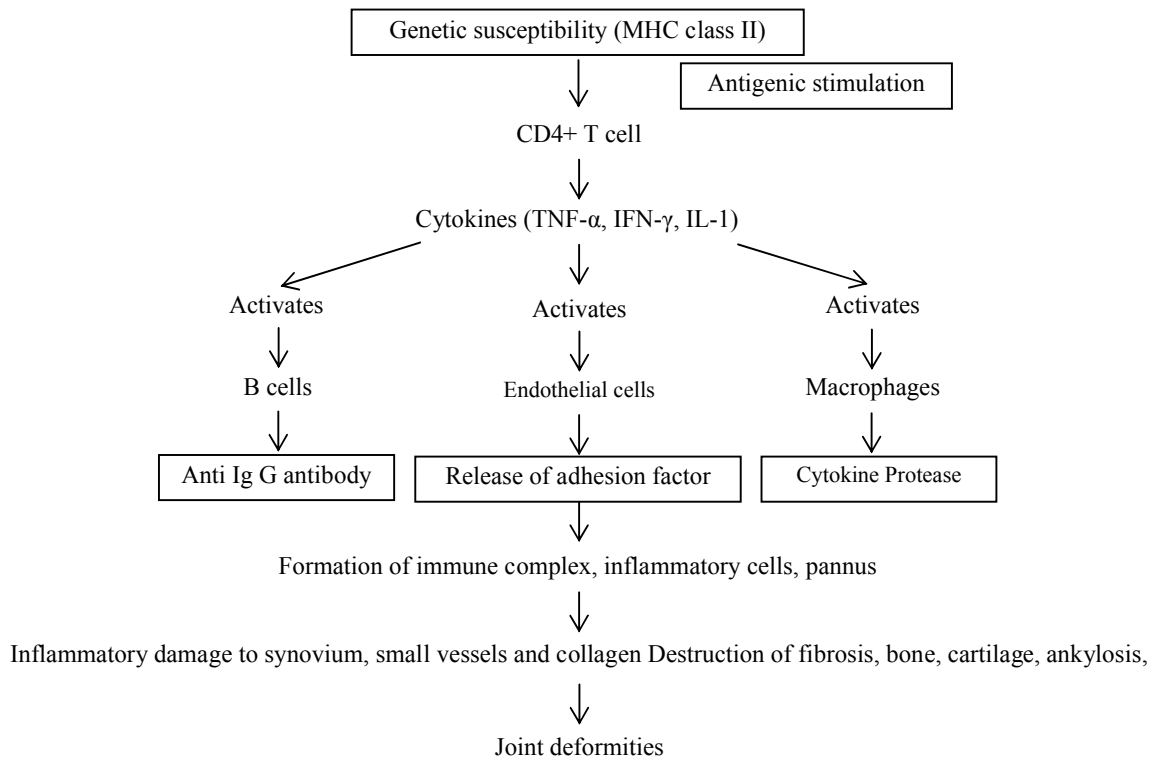 Genetic susceptibility (MHC class II)
Antigenic stimulation
CD4+ T cell
Cytokines (TNF-α, IFN-γ, IL-1)
Activates
Activates
Activates
B cells
Endothelial cells
Macrophages
Anti Ig G antibody
Release of adhesion factor
Cytokine Protease
Formation of immune complex, inflammatory cells, pannus
Inflammatory damage to synovium, small vessels and collagen Destruction of fibrosis, bone, cartilage, ankylosis,
Joint deformities